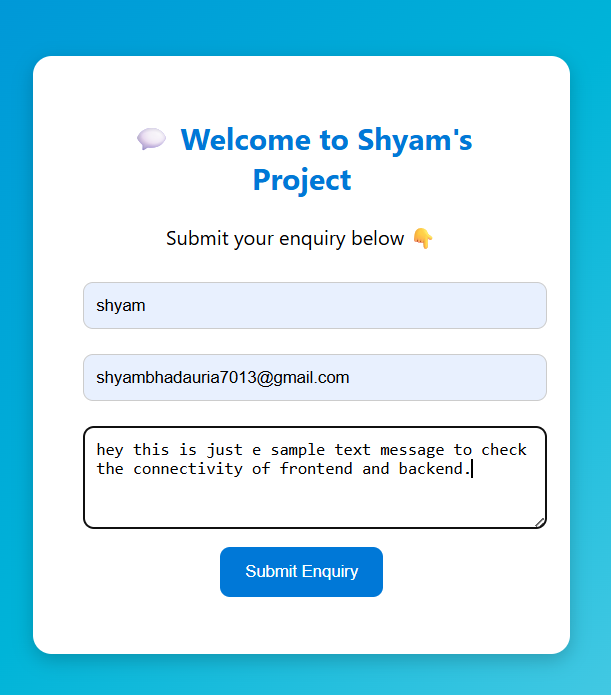 💬 Welcome to Shyam's
Project
Submit your enquiry below 👇
shyam
shyambhadauria7013@gmail.com
hey this is just e sample text message to check
the connectivity of frontend and backend.
Submit Enquiry